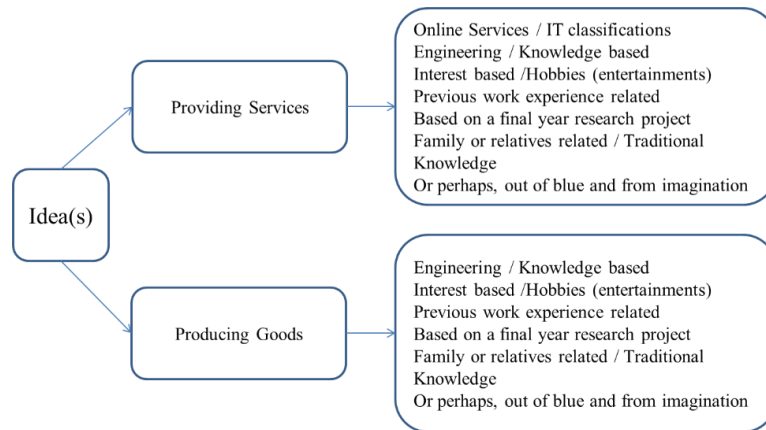 Idea(s)
Providing Services
Online Services / IT classifications
Engineering / Knowledge based
Interest based /Hobbies (entertainments)
Previous work experience related
Based on a final year research project
Family or relatives related / Traditional
Knowledge
Or perhaps, out of blue and from imagination
Producing Goods
Engineering / Knowledge based
Interest based /Hobbies (entertainments)
Previous work experience related
Based on a final year research project
Family or relatives related / Traditional
Knowledge
Or perhaps, out of blue and from imagination